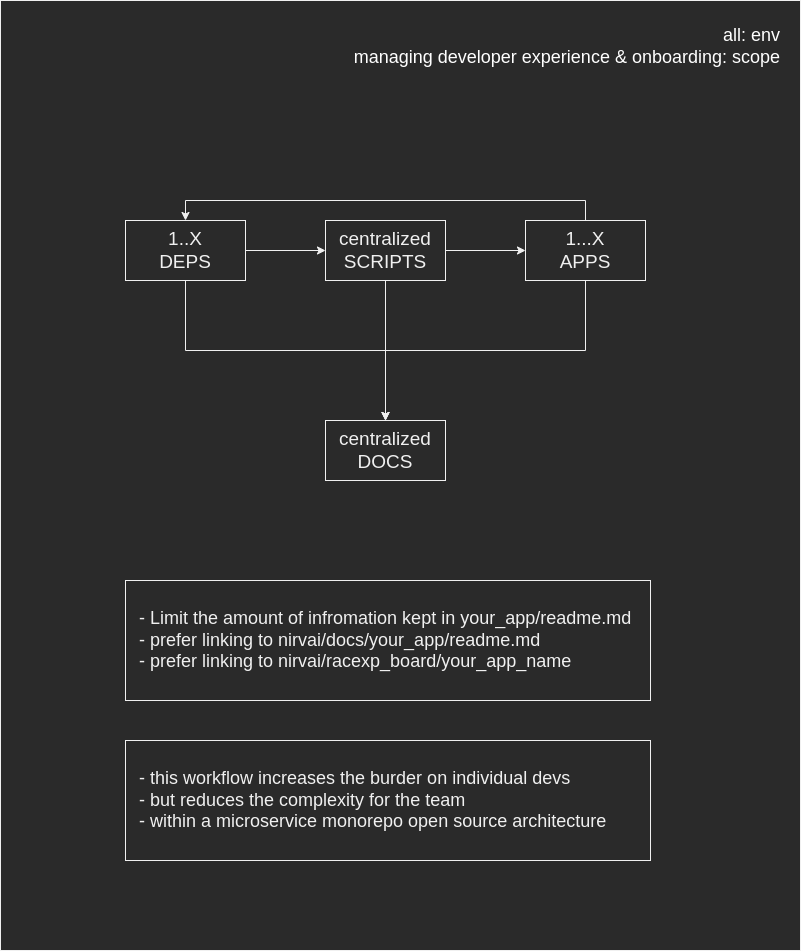 all: env
managing developer experience & onboarding: scope
1..X
DEPS
centralized
SCRIPTS
1...X
APPS
centralized
DOCS
- Limit the amount of infromation kept in your_app/readme.md
- prefer linking to nirvai/docs/your_app/readme.md
- prefer linking to nirvai/racexp_board/your_app_name
- this workflow increases the burder on individual devs
- but reduces the complexity for the team
- within a microservice monorepo open source architecture